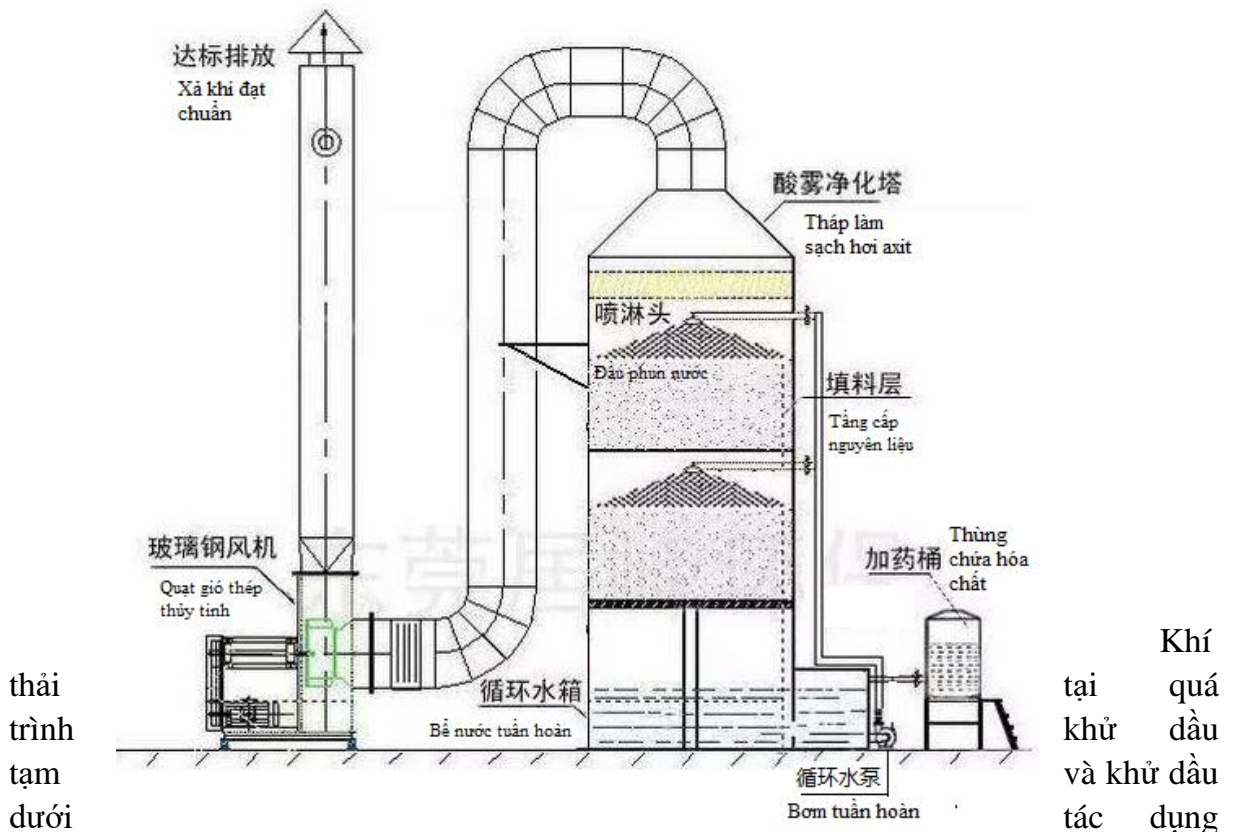 达标排放
Xả khí đạt
chuẩn
酸雾净化塔
Tháp làm
sạch hơi axit
喷淋头
Đầu phun nước
填料层
Tầng cấp
nguyên liệu
玻璃钢风机
Quạt gió thép
thủy tinh
加药桶
Thùng
chứa hóa
chất
循环水箱
Bể nước tuần hoàn
循环水泵
Bơm tuần hoàn
Khí
thải tại quá
trình khử dầu
tạm và khử dầu
dưới tác dụng